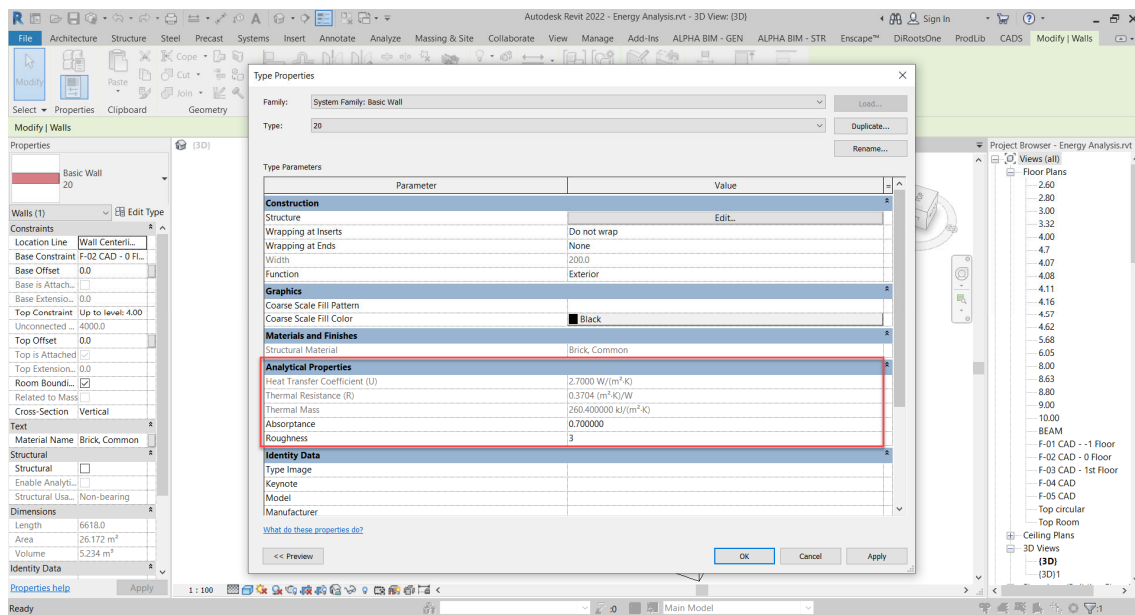 Autodesk Revit 2022 - Energy Analysis.rvt - 3D View: {3D}
Sign In
File Architecture Structure Steel Precast Systems Insert Annotate Analyze Massing & Site Collaborate View Manage Add-Ins ALPHA BIM - GEN ALPHA BIM - STR Enscape™ DiRootsOne ProdLib CADS Modify | Walls
Modify
Paste
Cope
Cut
Join
Select Properties Clipboard Geometry
Modify | Walls
Properties
Basic Wall
20
Walls (1) Edit Type
Constraints
Location Line Wall Centerli...
Base Constraint F-02 CAD - 0 Fl...
Base Offset 0.0
Base is Attach...
Base Extensio... 0.0
Top Constraint Up to level: 4.00
Unconnected ... 4000.0
Top Offset 0.0
Top is Attached
Top Extension... 0.0
Room Boundi...
Related to Mass
Cross-Section Vertical
Text
Material Name Brick, Common
Structural
Structural
Enable Analyti...
Structural Usa... Non-bearing
Dimensions
Length 6618.0
Area 26.172 m²
Volume 5.234 m³
Identity Data
Properties help Apply
Ready
{3D}
Type Properties
Family: System Family: Basic Wall Load...
Type: 20 Duplicate...
Rename...
Type Parameters
Parameter Value =
Construction
Structure Edit...
Wrapping at Inserts Do not wrap
Wrapping at Ends None
Width 200.0
Function Exterior
Graphics
Coarse Scale Fill Pattern
Coarse Scale Fill Color Black
Materials and Finishes
Structural Material Brick, Common
Analytical Properties
Heat Transfer Coefficient (U) 2.7000 W/(m²·K)
Thermal Resistance (R) 0.3704 (m²·K)/W
Thermal Mass 260.400000 kJ/(m²·K)
Absorptance 0.700000
Roughness 3
Identity Data
Type Image
Keynote
Model
Manufacturer
What do these properties do?
<< Preview OK Cancel Apply
1 : 100
:0 Main Model
Project Browser - Energy Analysis.rvt
Views (all)
Floor Plans
2.60
2.80
3.00
3.32
4.00
4.7
4.07
4.08
4.11
4.16
4.57
4.62
5.68
6.05
8.00
8.63
8.80
9.00
10.00
BEAM
F-01 CAD - -1 Floor
F-02 CAD - 0 Floor
F-03 CAD - 1st Floor
F-04 CAD
F-05 CAD
Top circular
Top Room
Ceiling Plans
3D Views
{3D}
{3D}1
:1